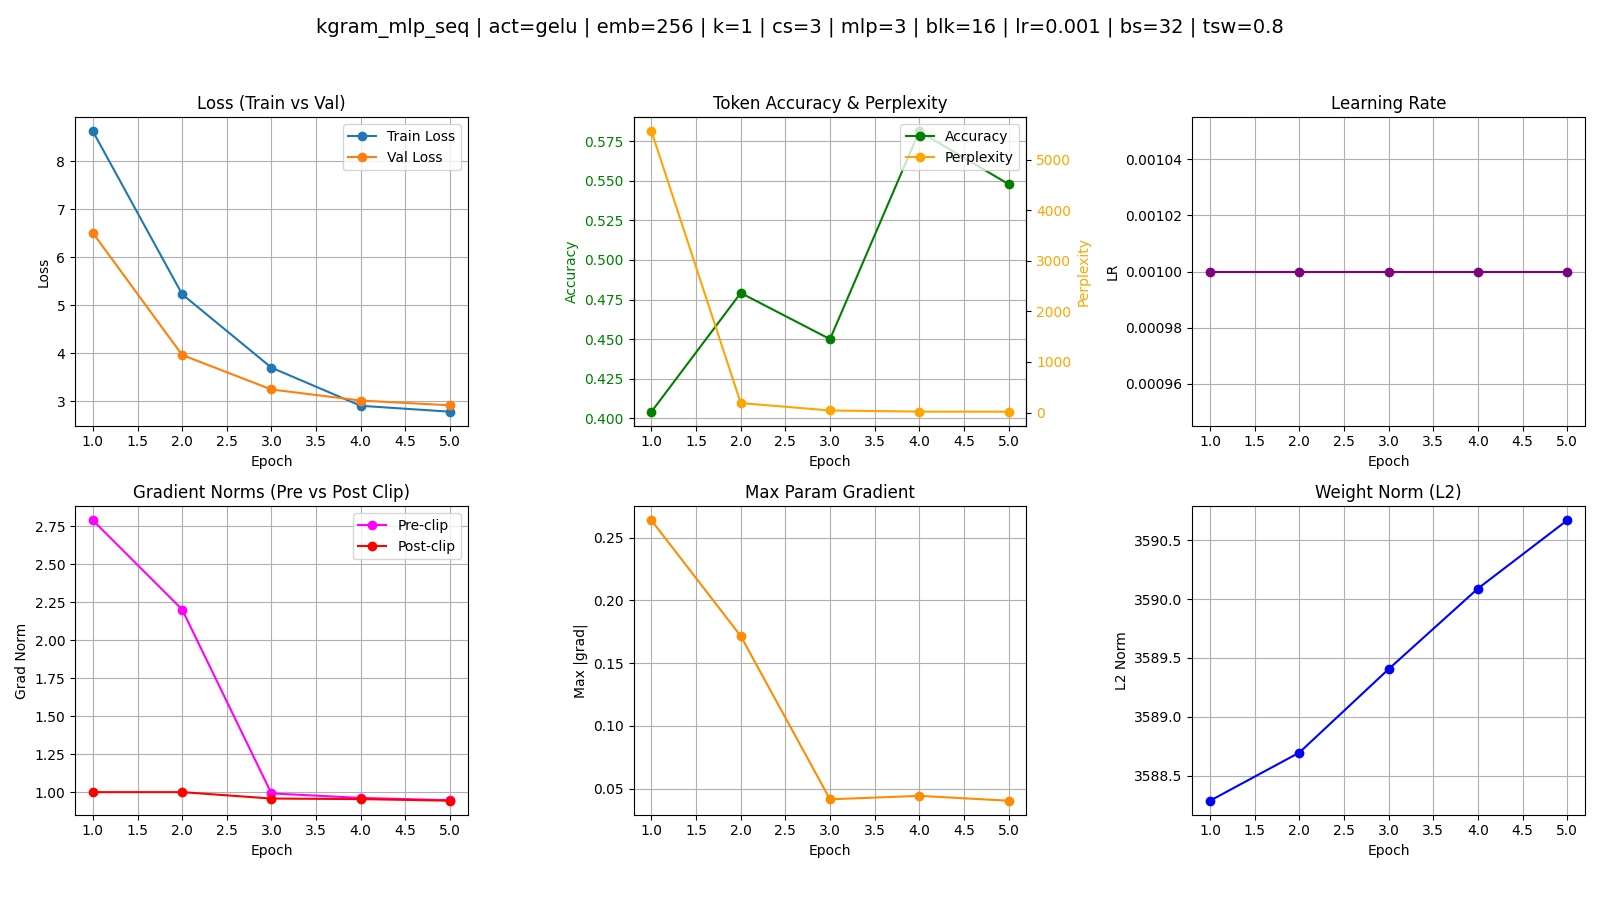 kgram_mlp_seq | act=gelu | emb=256 | k=1 | cs=3 | mlp=3 | blk=16 | lr=0.001 | bs=32 | tsw=0.8
Loss (Train vs Val)
Train Loss
Val Loss
8
7
6
5
4
3
Loss
1.0 1.5 2.0 2.5 3.0 3.5 4.0 4.5 5.0
Epoch
Token Accuracy & Perplexity
Accuracy
Perplexity
0.575
0.550
0.525
0.500
0.475
0.450
0.425
0.400
Accuracy
5000
4000
3000
2000
1000
0
Perplexity
1.0 1.5 2.0 2.5 3.0 3.5 4.0 4.5 5.0
Epoch
Learning Rate
0.00104
0.00102
0.00100
0.00098
0.00096
LR
1.0 1.5 2.0 2.5 3.0 3.5 4.0 4.5 5.0
Epoch
Gradient Norms (Pre vs Post Clip)
Pre-clip
Post-clip
2.75
2.50
2.25
2.00
1.75
1.50
1.25
1.00
Grad Norm
1.0 1.5 2.0 2.5 3.0 3.5 4.0 4.5 5.0
Epoch
Max Param Gradient
0.25
0.20
0.15
0.10
0.05
Max |grad|
1.0 1.5 2.0 2.5 3.0 3.5 4.0 4.5 5.0
Epoch
Weight Norm (L2)
3590.5
3590.0
3589.5
3589.0
3588.5
L2 Norm
1.0 1.5 2.0 2.5 3.0 3.5 4.0 4.5 5.0
Epoch